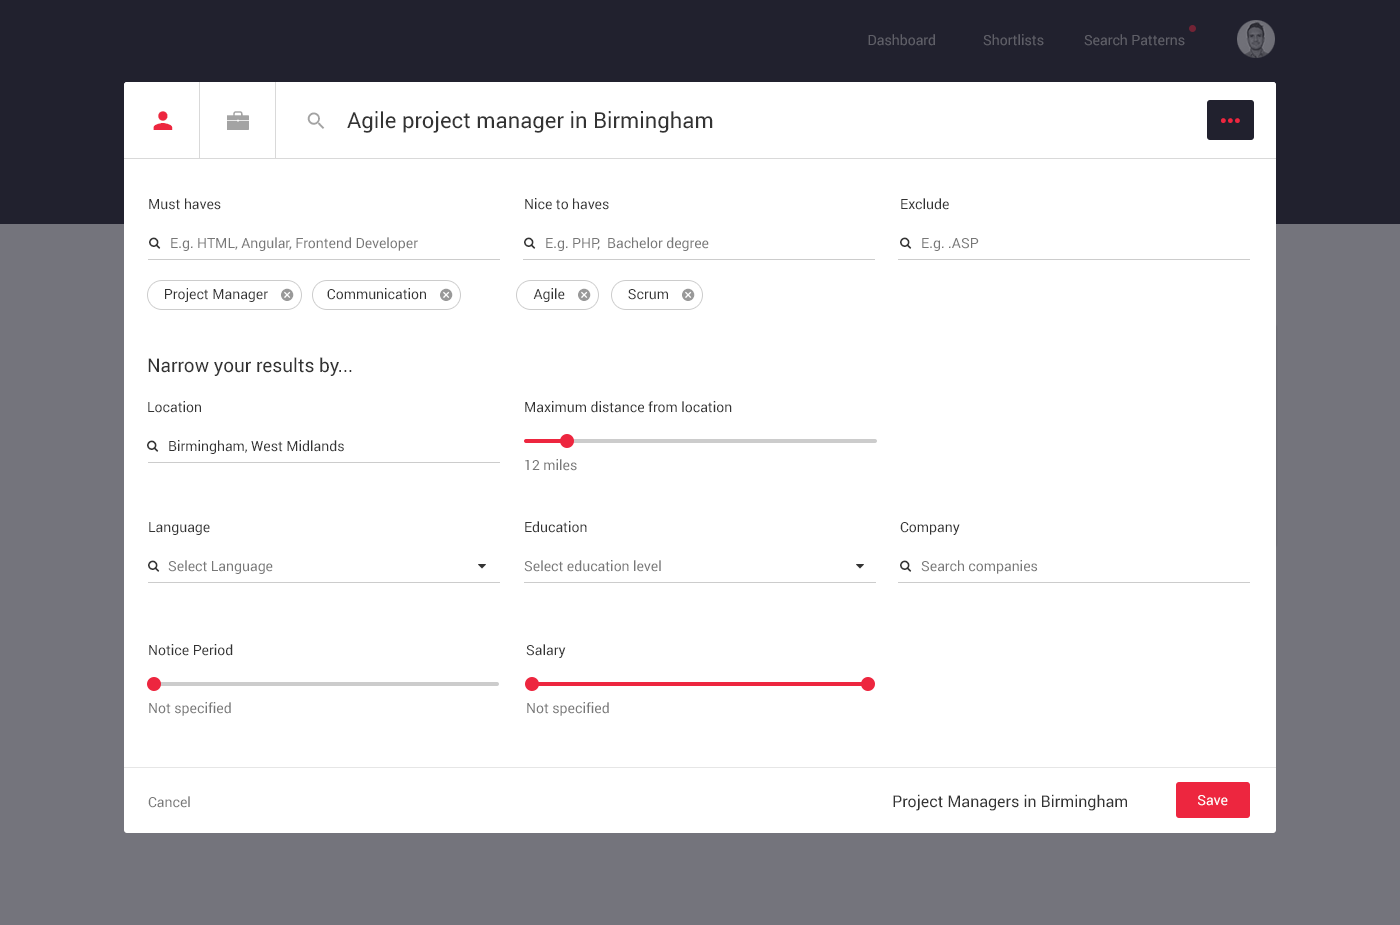 Dashboard
Shortlists
Search Patterns
Agile project manager in Birmingham
Must haves
Nice to haves
Exclude
E.g. HTML, Angular, Frontend Developer
E.g. PHP,  Bachelor degree
E.g. .ASP
Project Manager
Communication
Agile
Scrum
Narrow your results by...
Location
Maximum distance from location
Birmingham, West Midlands
12 miles
Language
Education
Company
Select Language
Select education level
Search companies
Notice Period
Salary
Not specified
Not specified
Cancel
Project Managers in Birmingham
Save